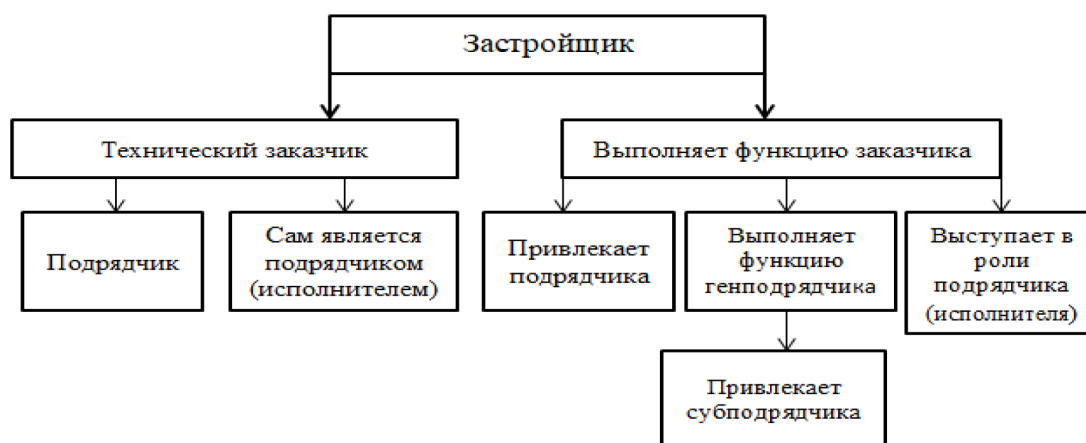 Застройщик
Технический заказчик
Выполняет функцию заказчика
Подрядчик
Сам является
подрядчиком
(исполнителем)
Привлекает
подрядчика
Выполняет
функцию
генподрядчика
Выступает в
роли
подрядчика
(исполнителя)
Привлекает
субподрядчика